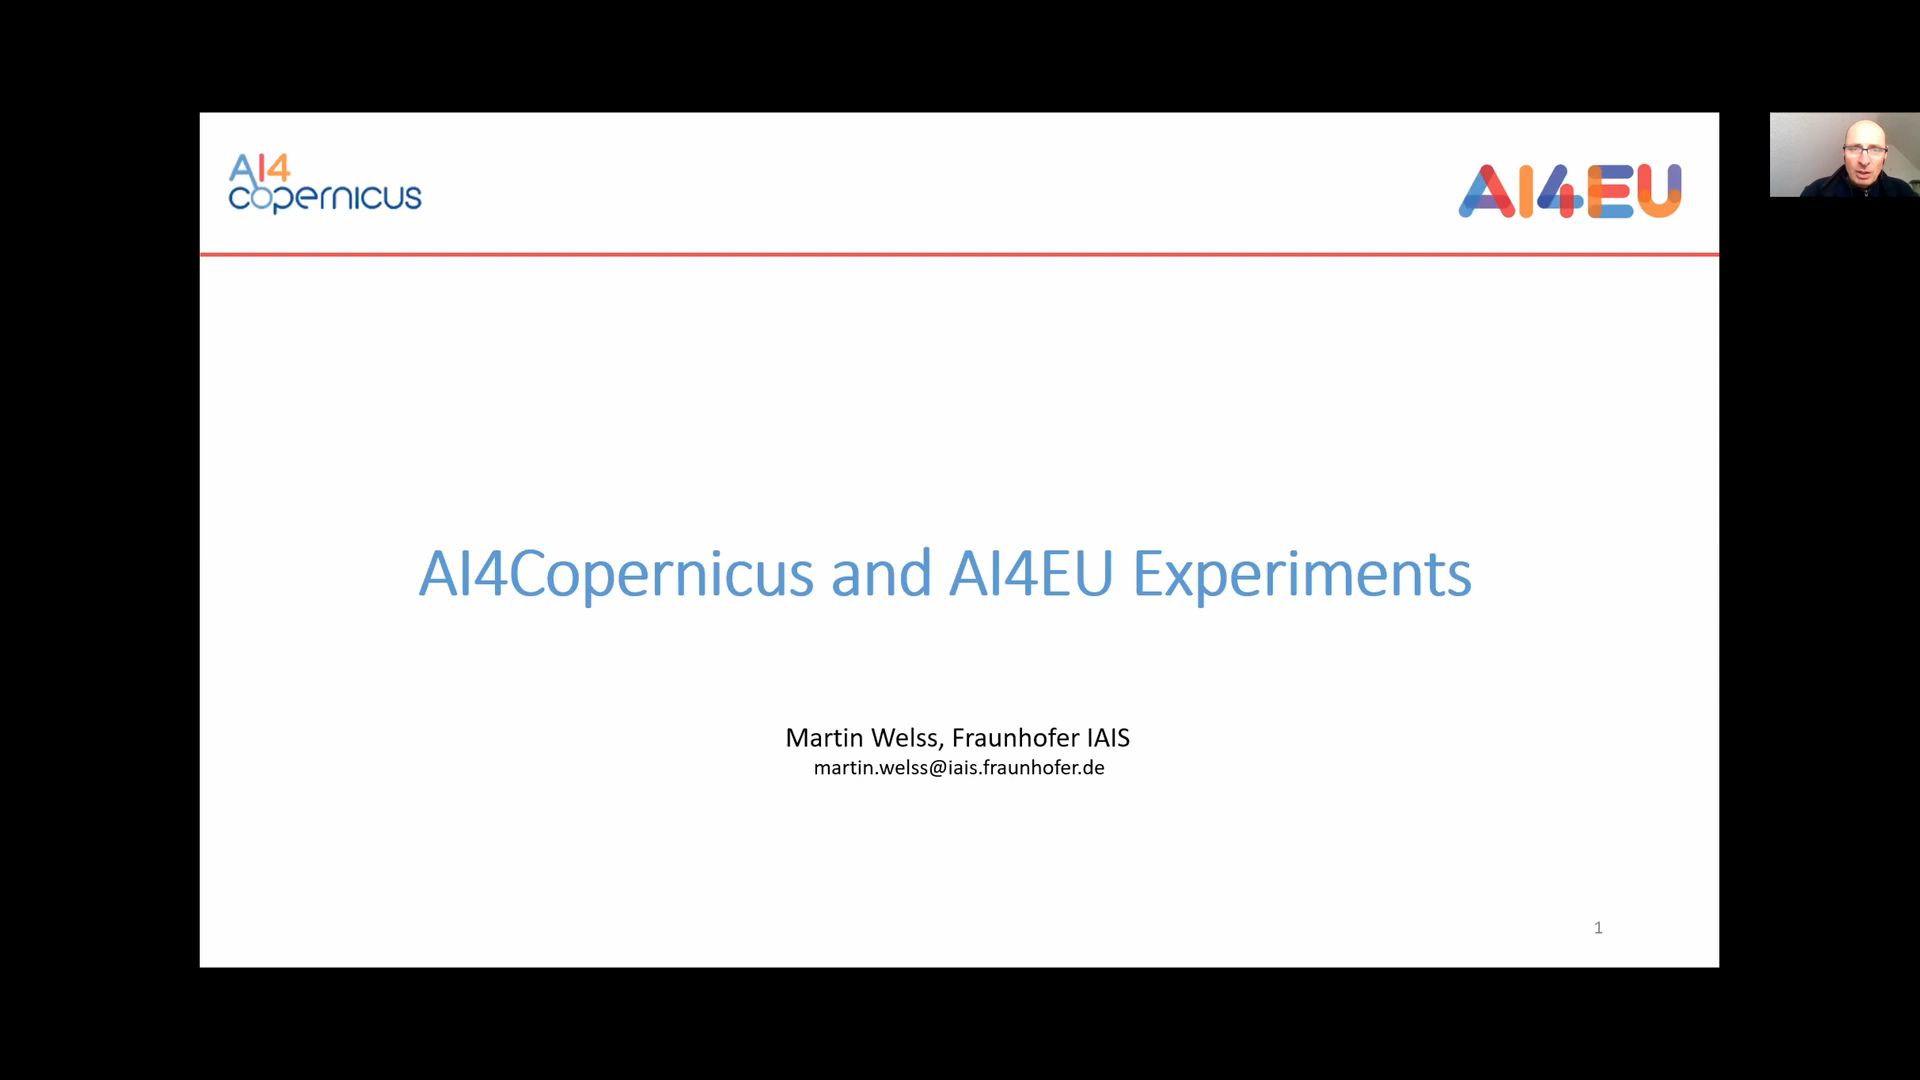 AI4
copernicus
AI4EU
AI4Copernicus and AI4EU Experiments
Martin Welss, Fraunhofer IAIS
martin.welss@iais.fraunhofer.de
1